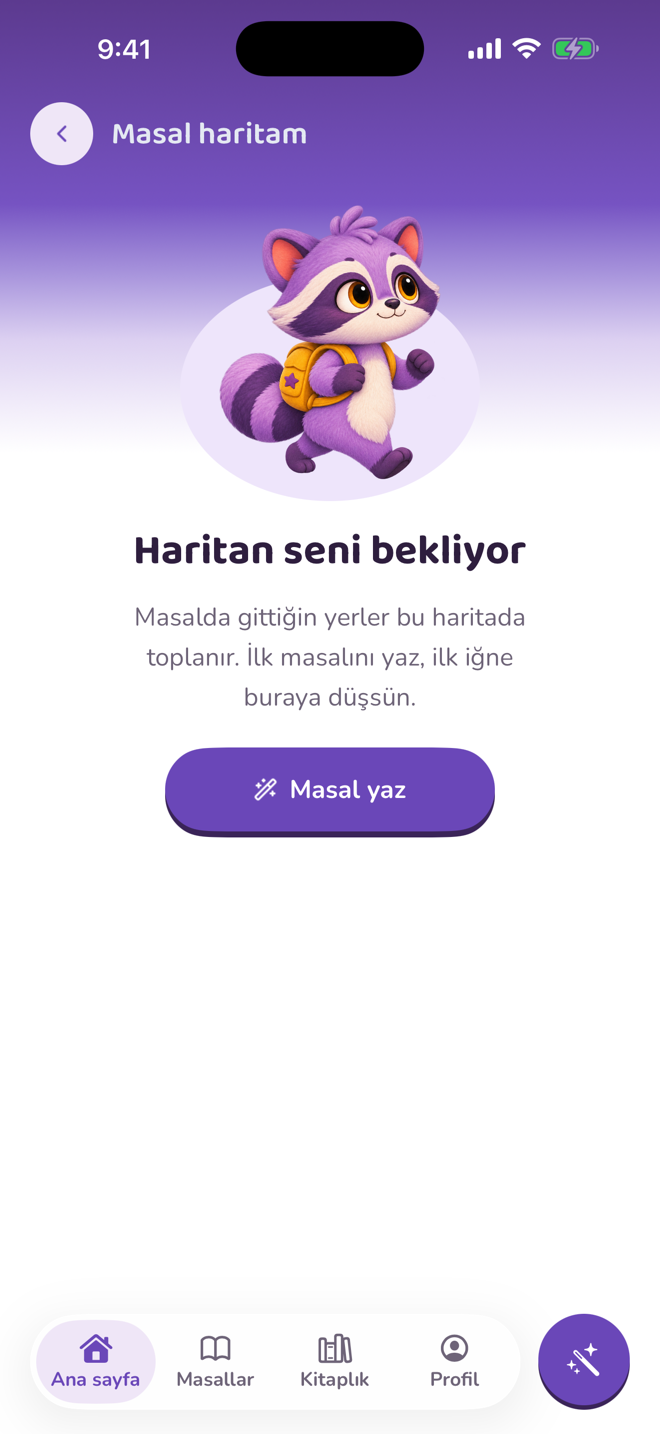 9:41
Masal haritam
Haritan seni bekliyor
Masalda gittiğin yerler bu haritada
toplanır. İlk masalını yaz, ilk iğne
buraya düşsün.
Masal yaz
Ana sayfa
Masallar
Kitaplık
Profil